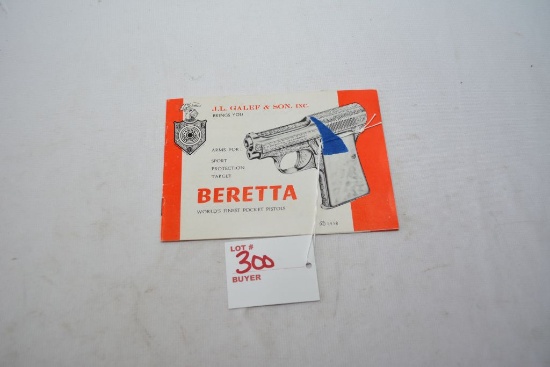 J.L. GALEF & SON, INC.
BRINGS YOU
ARMS FOR
SPORT
PROTECTION
TARGET
BERETTA
WORLD'S FINEST POCKET PISTOLS
LOT #
300
BUYER